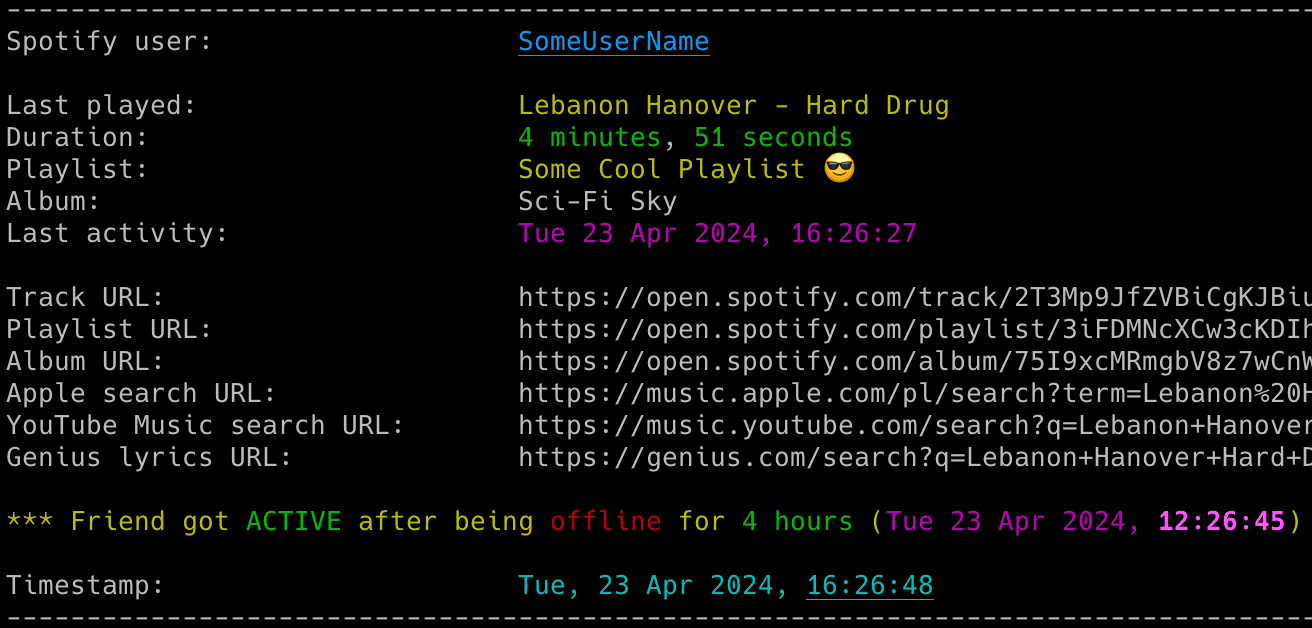 Spotify user: SomeUserName
Last played: Lebanon Hanover - Hard Drug
Duration: 4 minutes, 51 seconds
Playlist: Some Cool Playlist 😎
Album: Sci-Fi Sky
Last activity: Tue 23 Apr 2024, 16:26:27
Track URL: https://open.spotify.com/track/2T3Mp9JfZVBiCgKJBiu
Playlist URL: https://open.spotify.com/playlist/3iFDMNcXCw3cKDIh
Album URL: https://open.spotify.com/album/75I9xcMRmgbV8z7wCnW
Apple search URL: https://music.apple.com/pl/search?term=Lebanon%20H
YouTube Music search URL: https://music.youtube.com/search?q=Lebanon+Hanover
Genius lyrics URL: https://genius.com/search?q=Lebanon+Hanover+Hard+D
*** Friend got ACTIVE after being offline for 4 hours (Tue 23 Apr 2024, 12:26:45)
Timestamp: Tue, 23 Apr 2024, 16:26:48